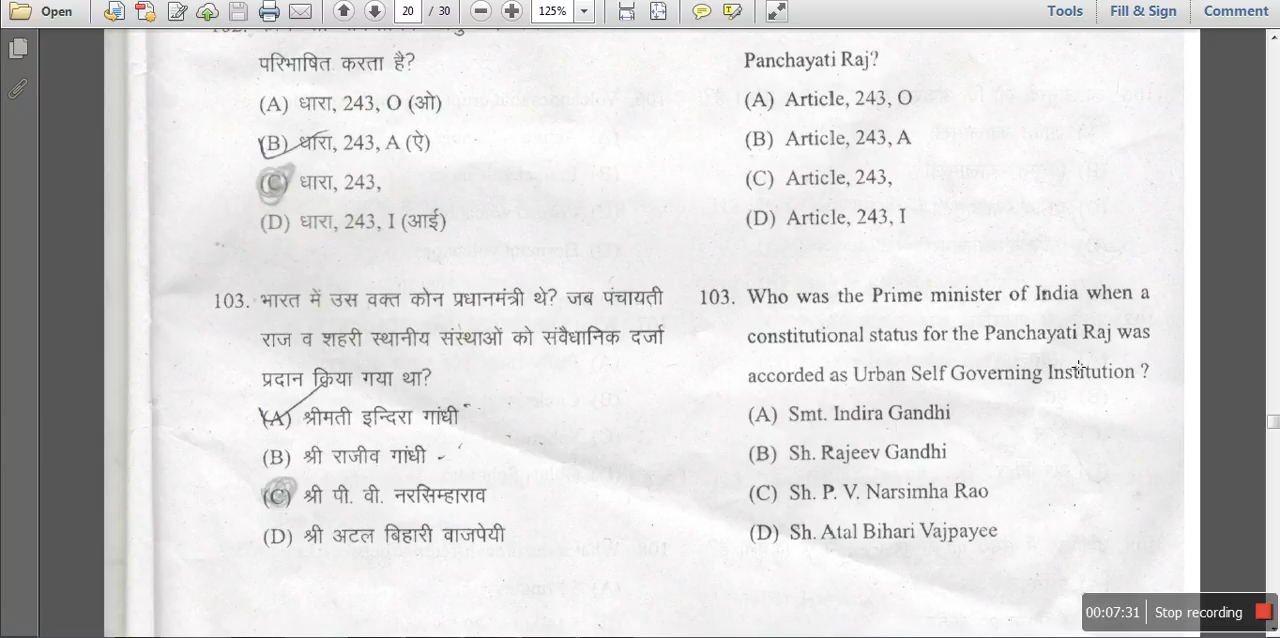 Open
20 / 30
125%
Tools
Fill & Sign
Comment
परिभाषित करता है?
(A) धारा, 243, O (ओ)
(B) धारा, 243, A (ऐ)
(C) धारा, 243,
(D) धारा, 243, I (आई)
103. भारत में उस वक्त कोन प्रधानमंत्री थे? जब पंचायती
राज व शहरी स्थानीय संस्थाओं को संवैधानिक दर्जा
प्रदान क्रिया गया था?
(A) श्रीमती इन्दिरा गांधी
(B) श्री राजीव गांधी
(C) श्री पी. वी. नरसिम्हाराव
(D) श्री अटल बिहारी वाजपेयी
Panchayati Raj?
(A) Article, 243, O
(B) Article, 243, A
(C) Article, 243,
(D) Article, 243, I
103. Who was the Prime minister of India when a
constitutional status for the Panchayati Raj was
accorded as Urban Self Governing Institution ?
(A) Smt. Indira Gandhi
(B) Sh. Rajeev Gandhi
(C) Sh. P. V. Narsimha Rao
(D) Sh. Atal Bihari Vajpayee
00:07:31
Stop recording